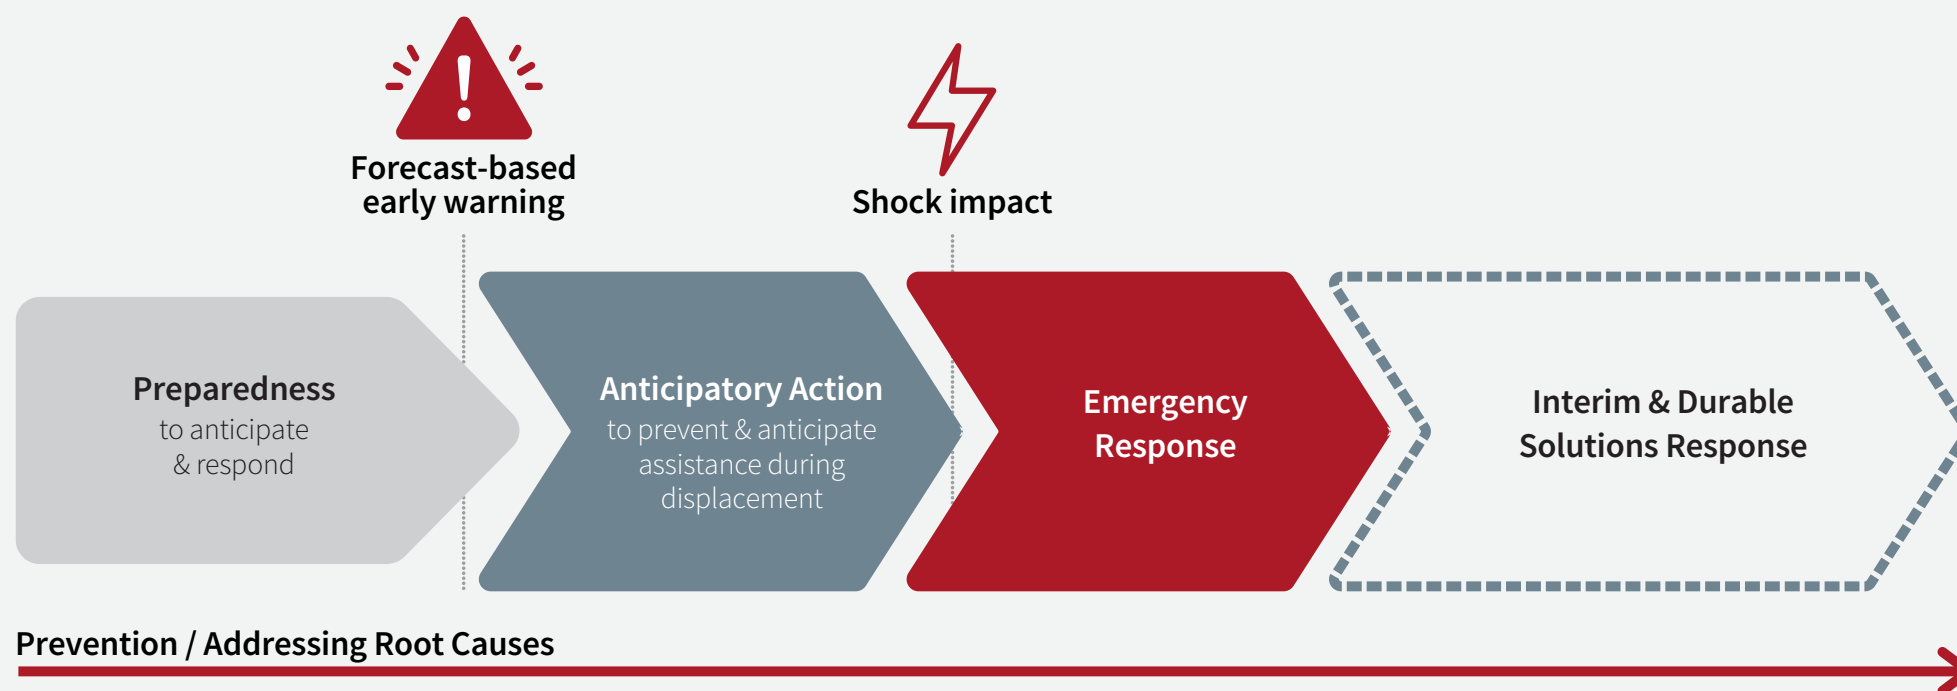 Forecast-based
early warning
Shock impact
Preparedness
to anticipate
& respond
Anticipatory Action
to prevent & anticipate
assistance during
displacement
Emergency
Response
Interim & Durable
Solutions Response
Prevention / Addressing Root Causes